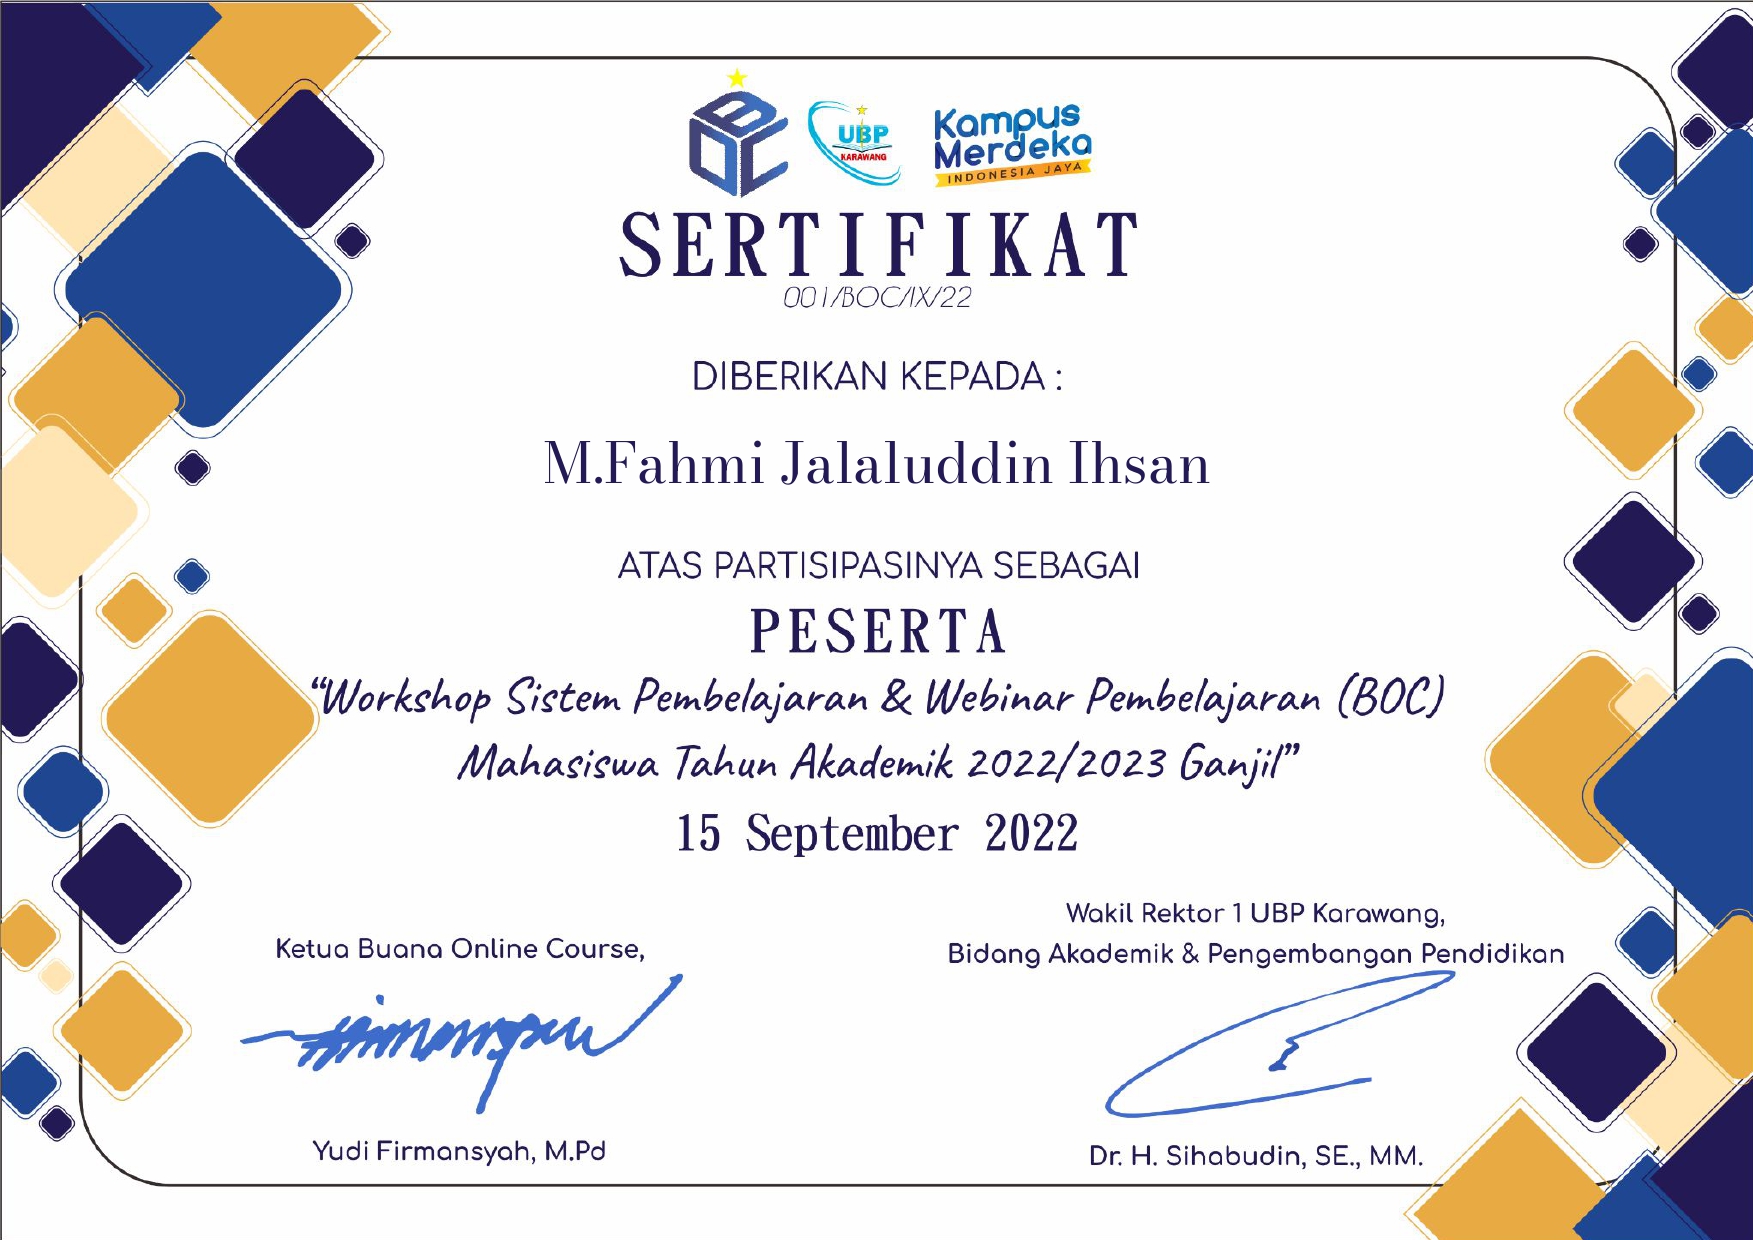 BOC
UBP
KARAWANG
Kampus
Merdeka
INDONESIA JAYA
SERTIFIKAT
001/BOC/IX/22
DIBERIKAN KEPADA :
M.Fahmi Jalaluddin Ihsan
ATAS PARTISIPASINYA SEBAGAI
PESERTA
“Workshop Sistem Pembelajaran & Webinar Pembelajaran (BOC)
Mahasiswa Tahun Akademik 2022/2023 Ganjil”
15 September 2022
Ketua Buana Online Course,
Yudi Firmansyah, M.Pd
Wakil Rektor 1 UBP Karawang,
Bidang Akademik & Pengembangan Pendidikan
Dr. H. Sihabudin, SE., MM.